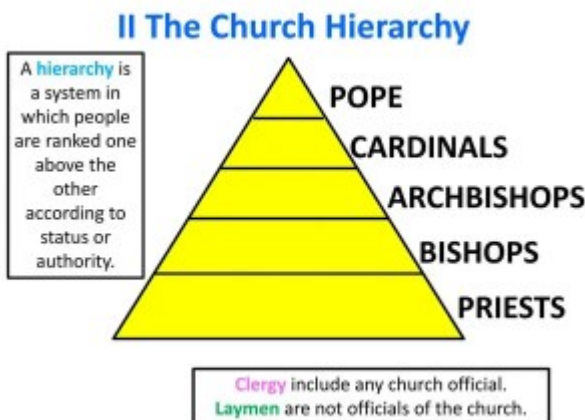 II The Church Hierarchy
A hierarchy is
a system in
which people
are ranked one
above the
other
according to
status or
authority.
POPE
CARDINALS
ARCHBISHOPS
BISHOPS
PRIESTS
Clergy include any church official.
Laymen are not officials of the church.